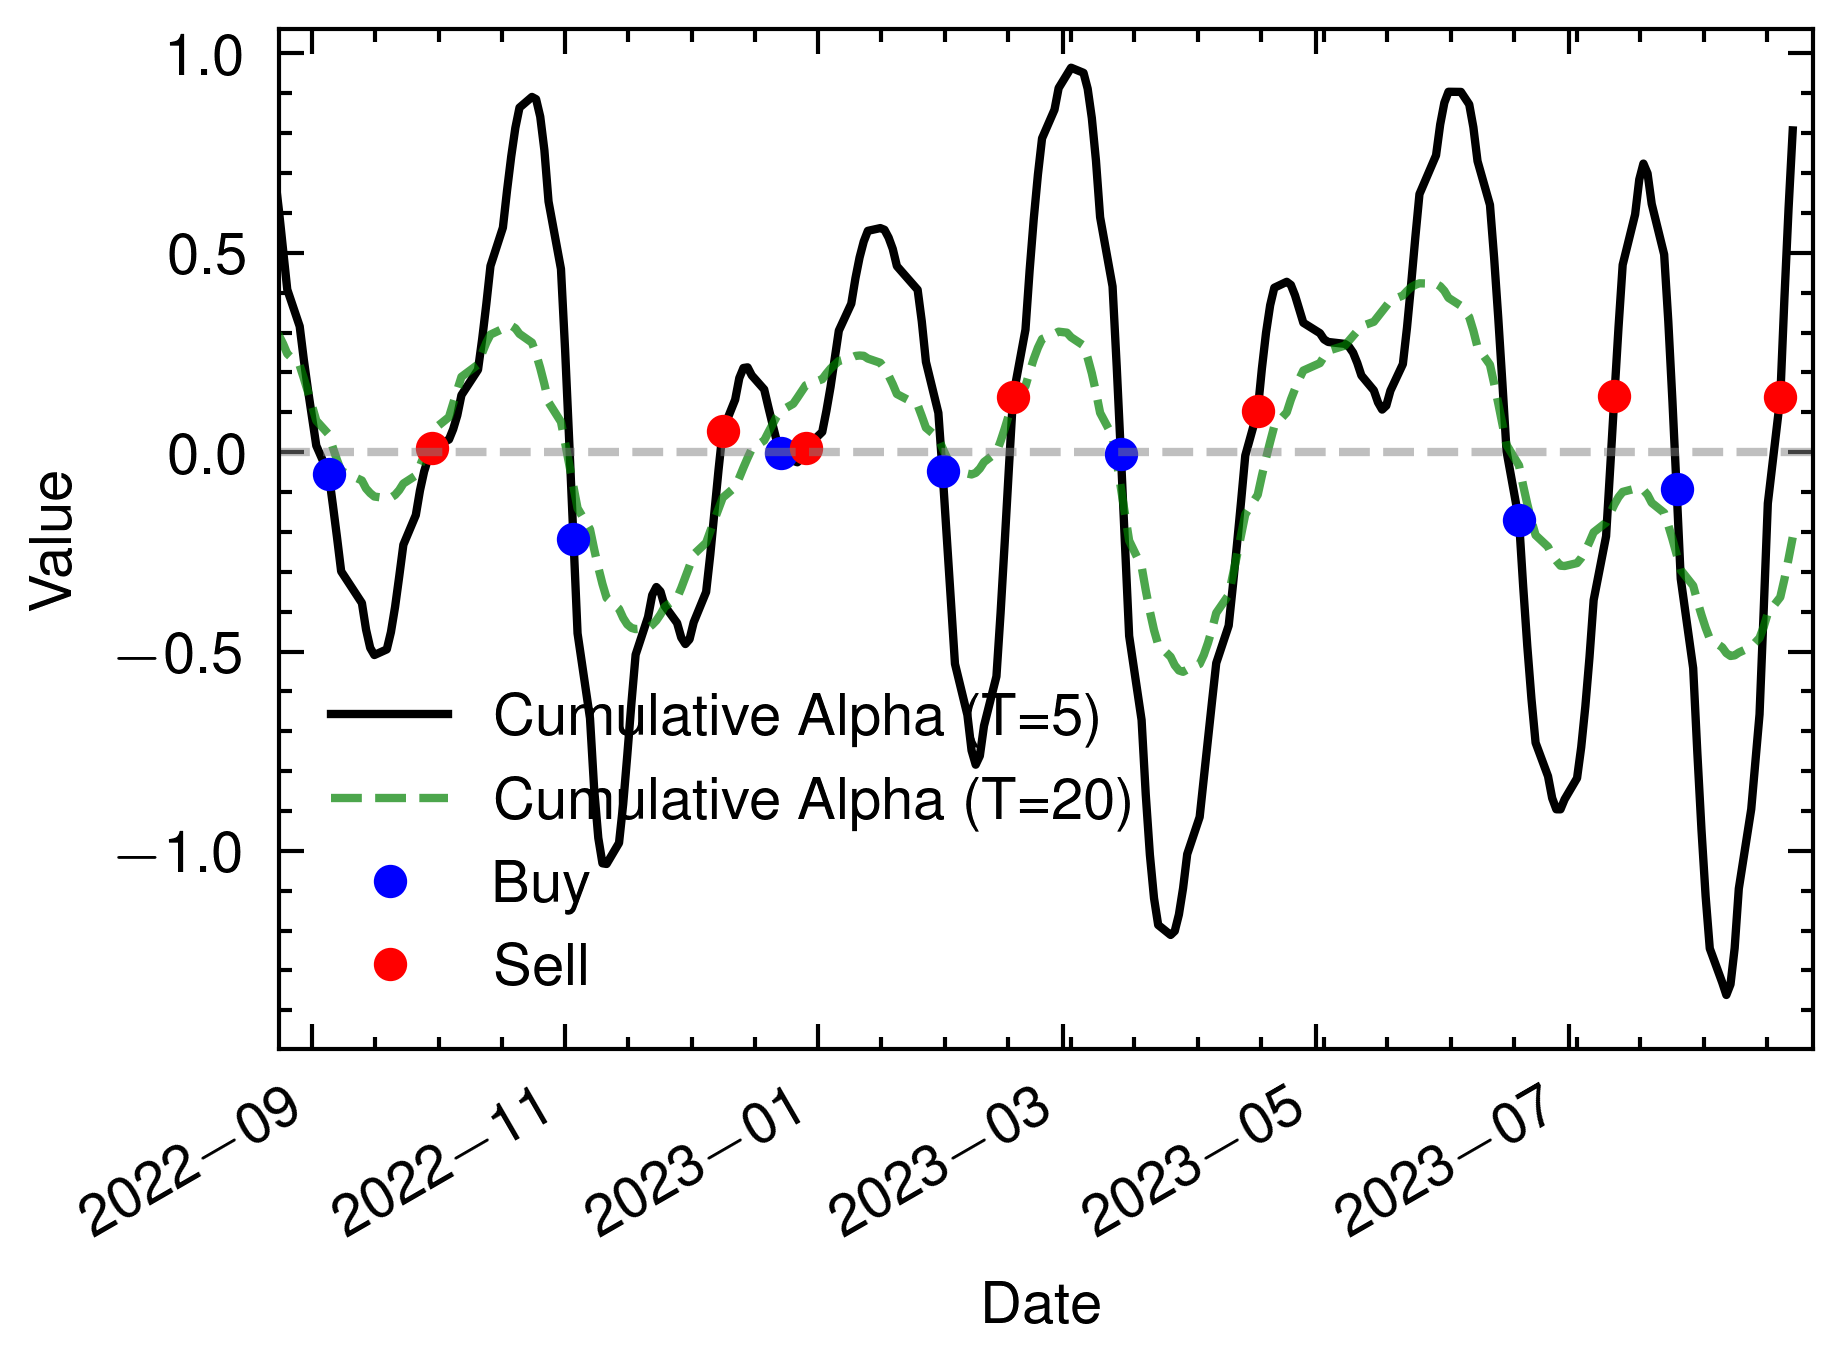 1.0
0.5
0.0
−0.5
−1.0
Value
Cumulative Alpha (T=5)
Cumulative Alpha (T=20)
Buy
Sell
2022−09
2022−11
2023−01
2023−03
2023−05
2023−07
Date